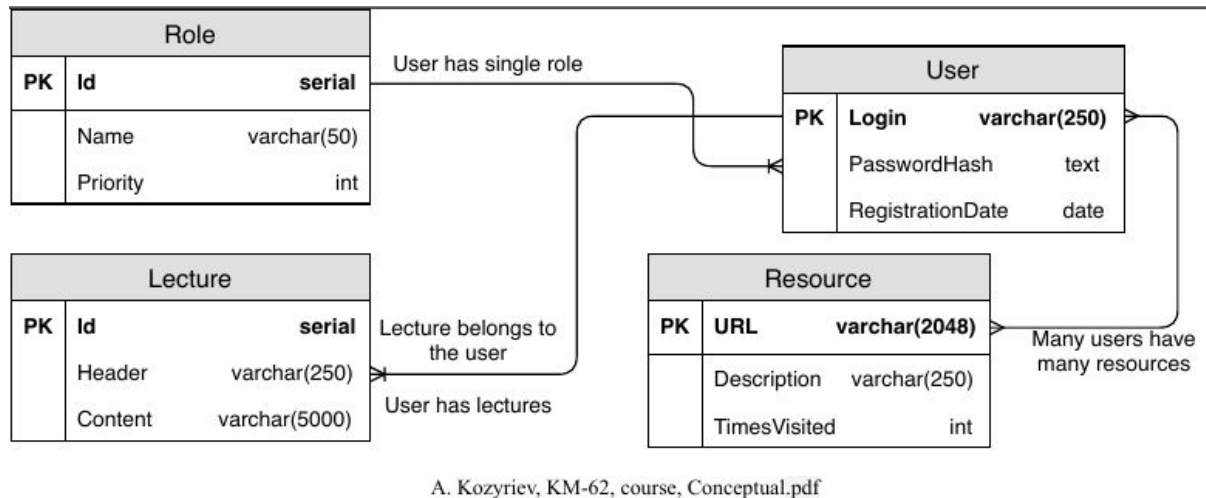 Role
PK Id serial
Name varchar(50)
Priority int
User has single role
User
PK Login varchar(250)
PasswordHash text
RegistrationDate date
Lecture
PK Id serial
Header varchar(250)
Content varchar(5000)
Lecture belongs to
the user
User has lectures
Resource
PK URL varchar(2048)
Description varchar(250)
TimesVisited int
Many users have
many resources
A. Kozyriev, KM-62, course, Conceptual.pdf